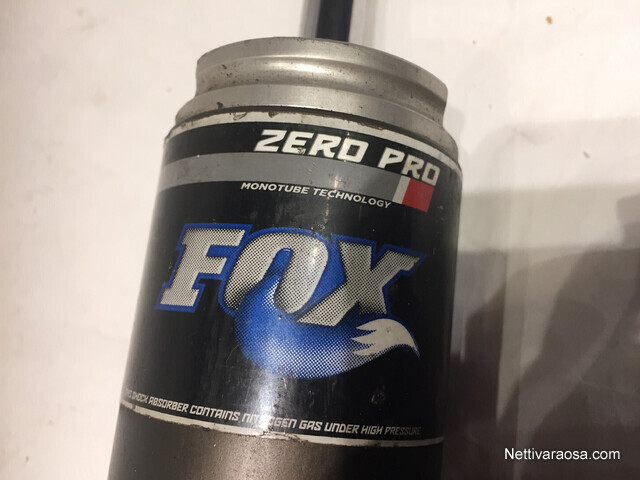 ZERO PRO
MONOTUBE TECHNOLOGY
FOX
SHOCK ABSORBER CONTAINS NITROGEN GAS UNDER HIGH PRESSURE
Nettivaraosa.com